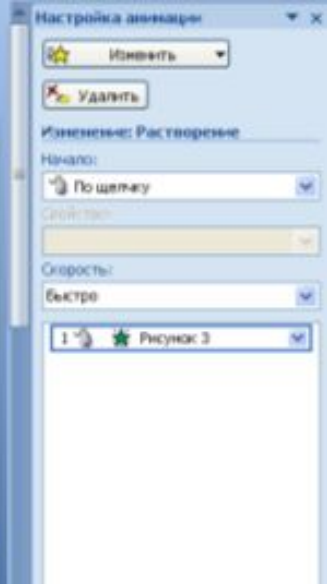 Настройка анимации
Изменить
Удалить
Изменение: Растворение
Начало:
По щелчку
Свойство:
Скорость:
Быстро
1 Рисунок 3